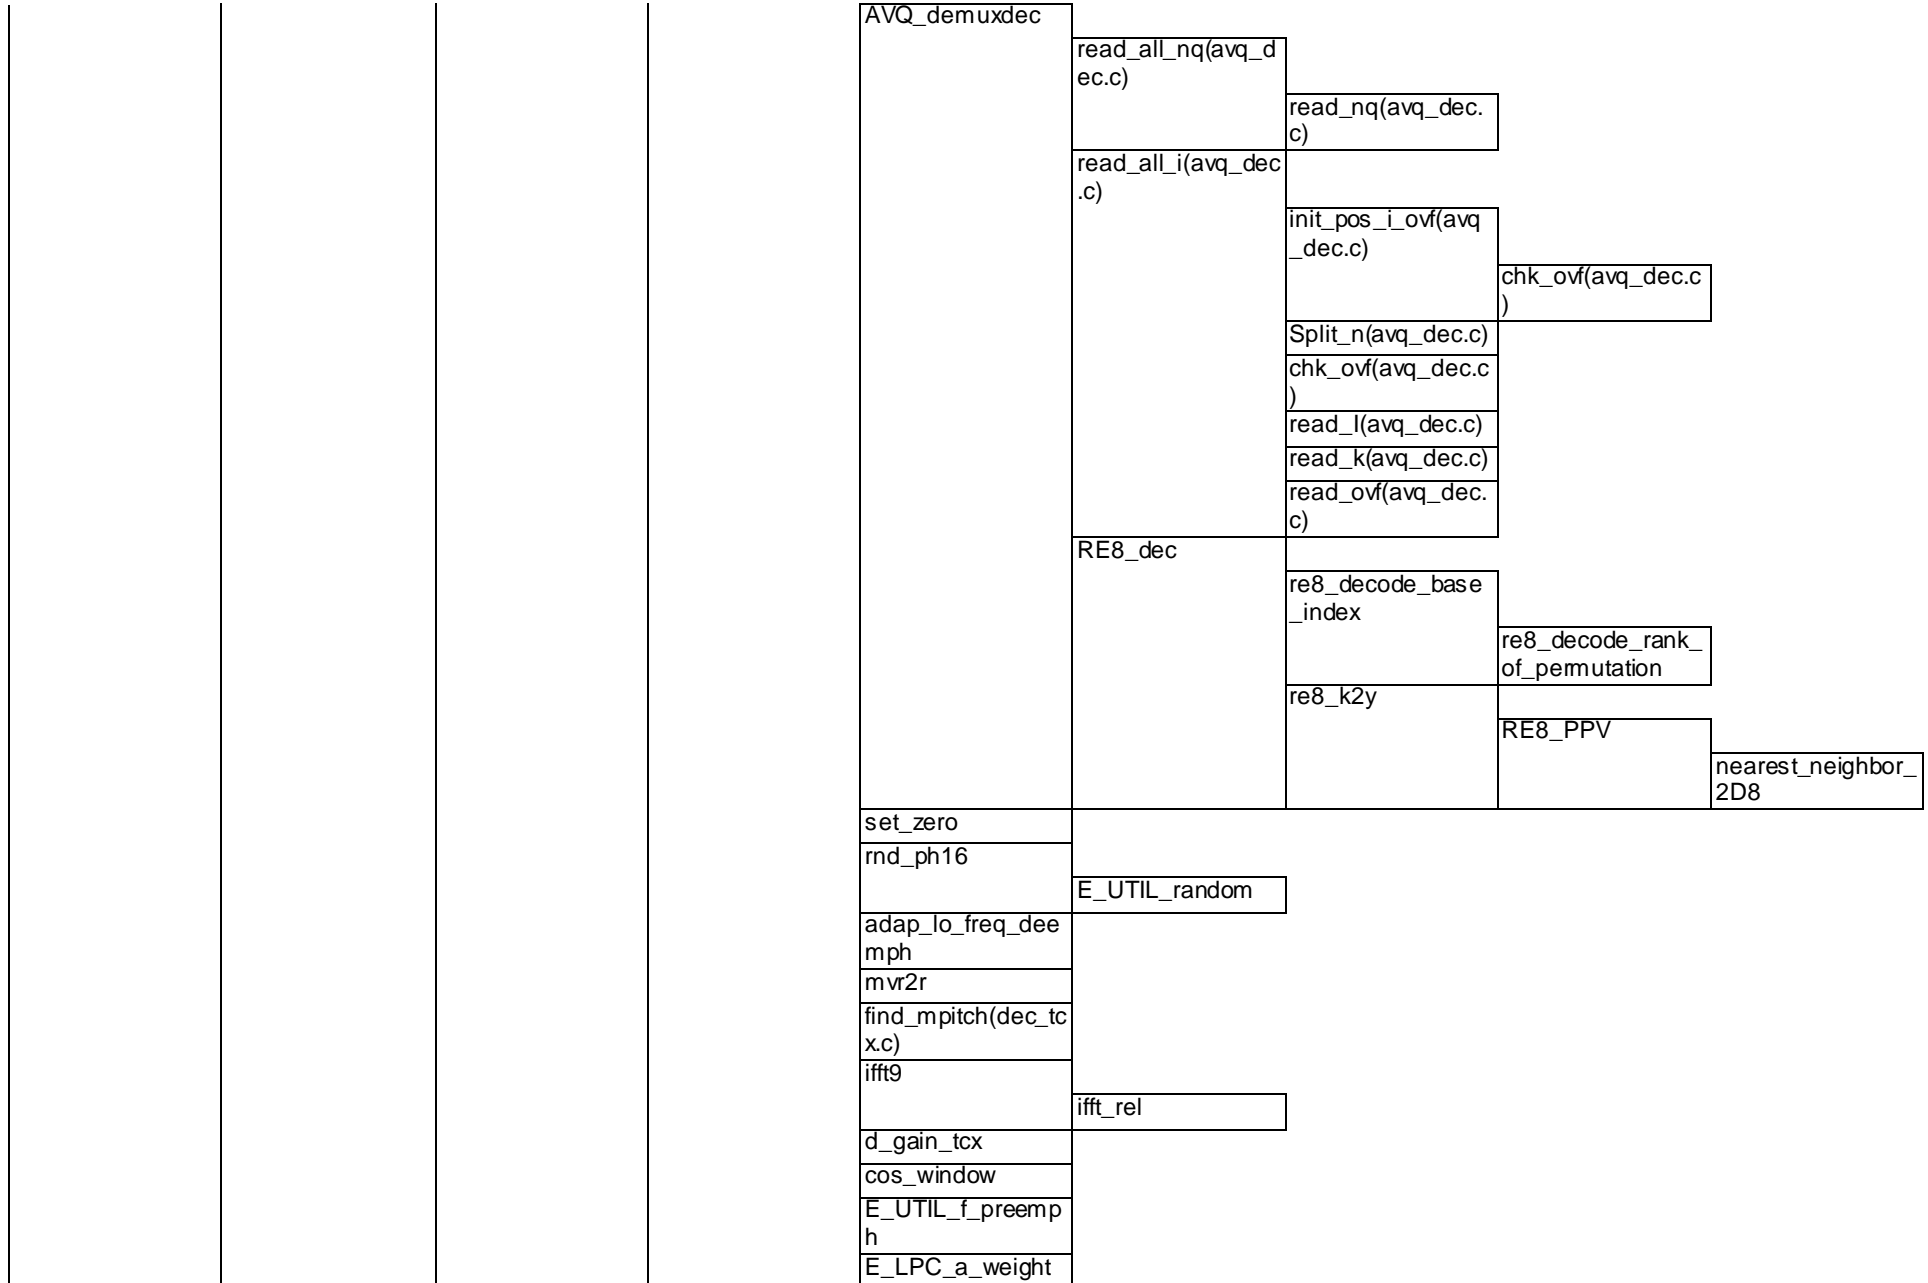 AVQ_demuxdec
read_all_nq(avq_d
ec.c)
read_nq(avq_dec.
c)
read_all_i(avq_dec
.c)
init_pos_i_ovf(avq
_dec.c)
chk_ovf(avq_dec.c
)
Split_n(avq_dec.c)
chk_ovf(avq_dec.c
)
read_I(avq_dec.c)
read_k(avq_dec.c)
read_ovf(avq_dec.
c)
RE8_dec
re8_decode_base
_index
re8_decode_rank_
of_permutation
re8_k2y
RE8_PPV
nearest_neighbor_
2D8
set_zero
rnd_ph16
E_UTIL_random
adap_lo_freq_dee
mph
mvr2r
find_mpitch(dec_tc
x.c)
ifft9
ifft_rel
d_gain_tcx
cos_window
E_UTIL_f_preemp
h
E_LPC_a_weight